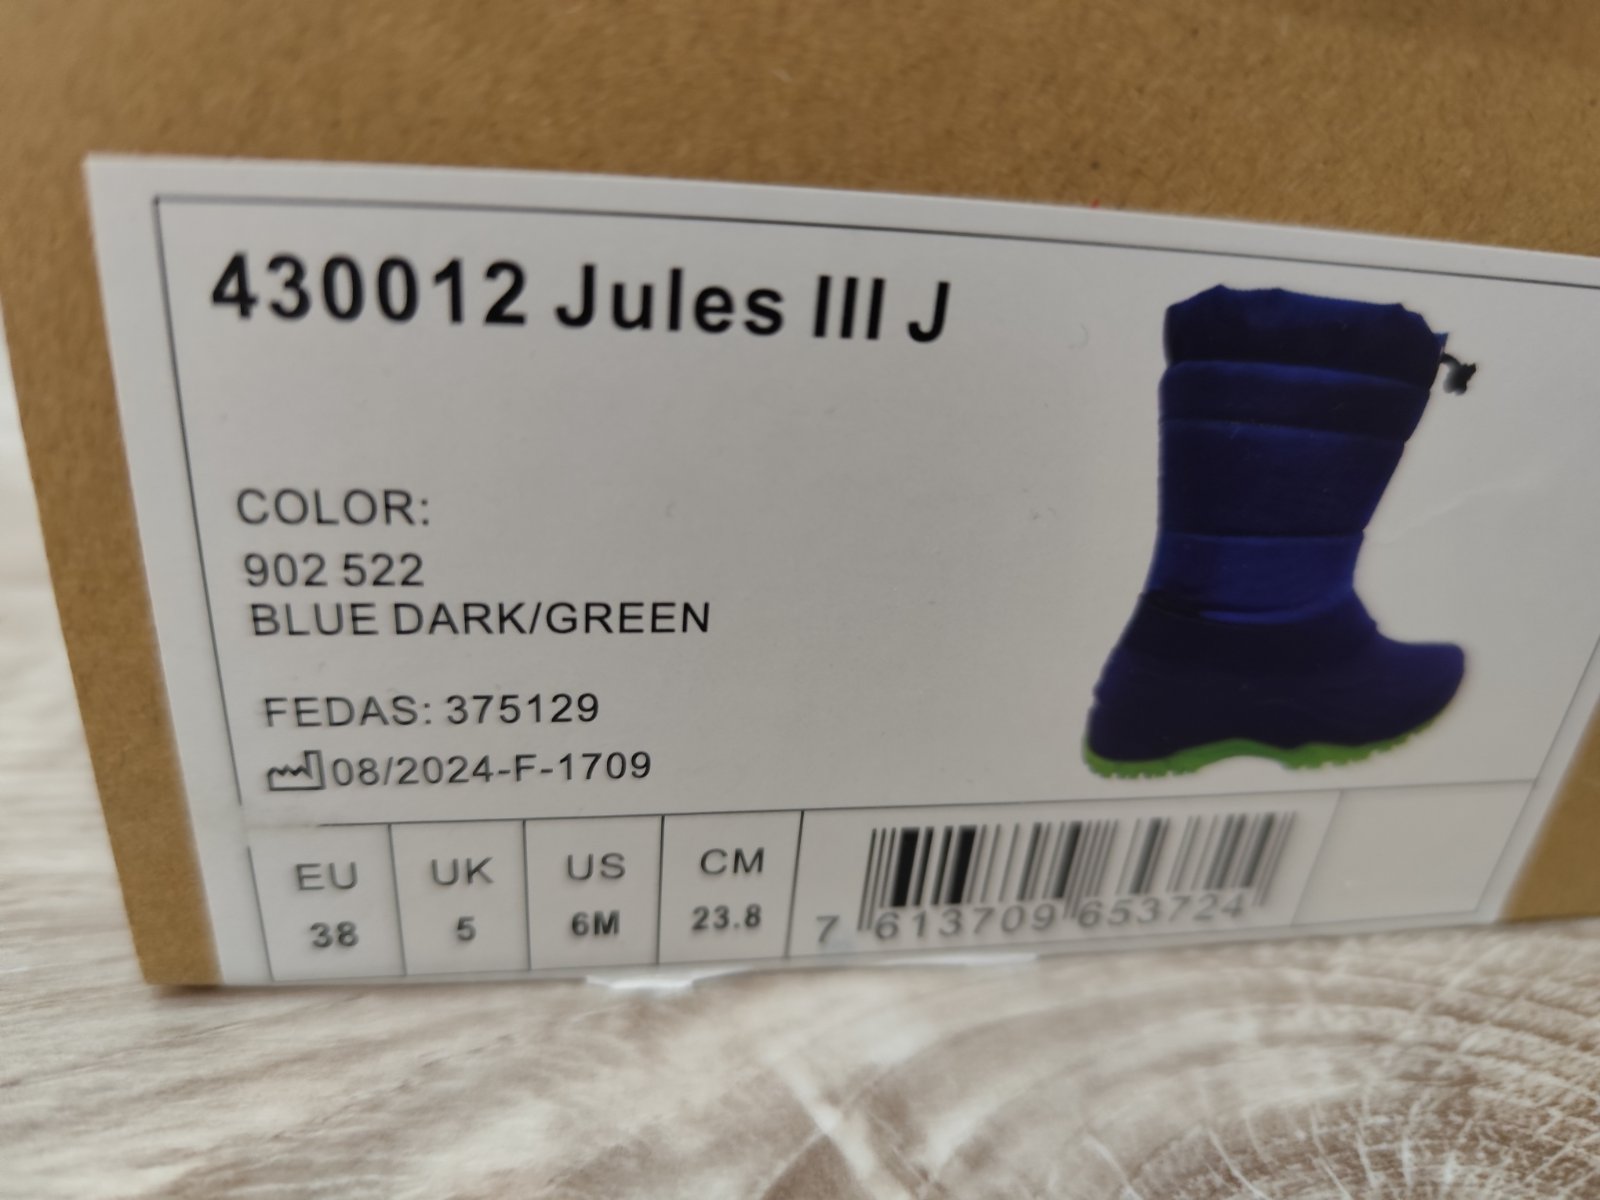 430012 Jules III J
COLOR:
902 522
BLUE DARK/GREEN
FEDAS: 375129
08/2024-F-1709
EU UK US CM
38 5 6M 23.8
7 613709 653724